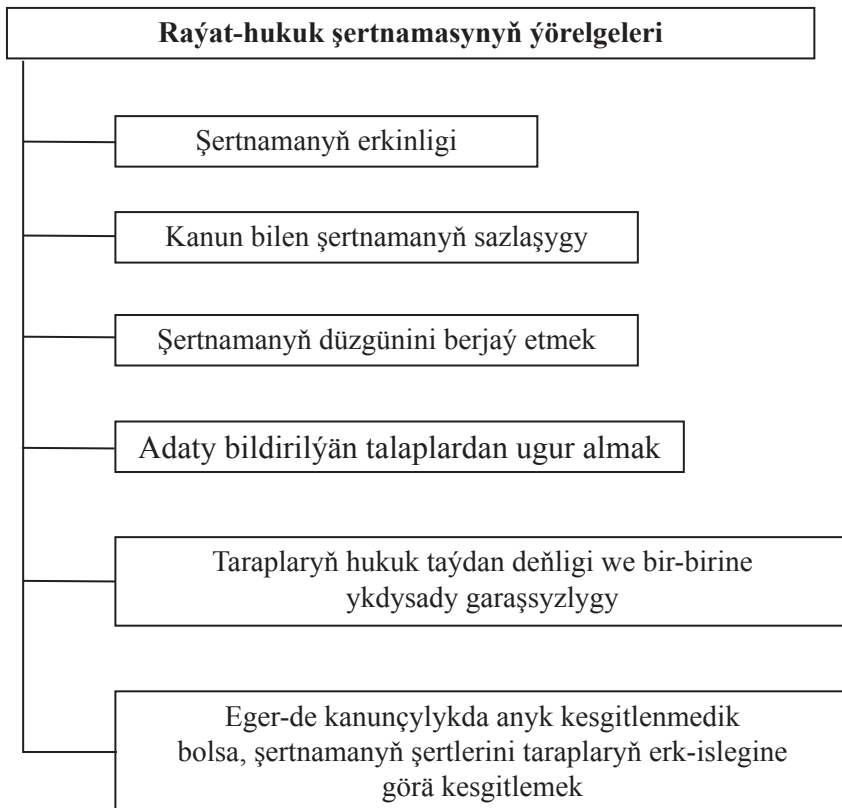 Raýat-hukuk şertnamasynyň ýörelgeleri
Şertnamanyň erkinligi
Kanun bilen şertnamanyň sazlaşygy
Şertnamanyň düzgünini berjaý etmek
Adaty bildirilýän talaplardan ugur almak
Taraplaryň hukuk taýdan deňligi we bir-birine
ykdysady garaşsyzlygy
Eger-de kanunçylykda anyk kesgitlenmedik
bolsa, şertnamanyň şertlerini taraplaryň erk-islegine
görä kesgitlemek